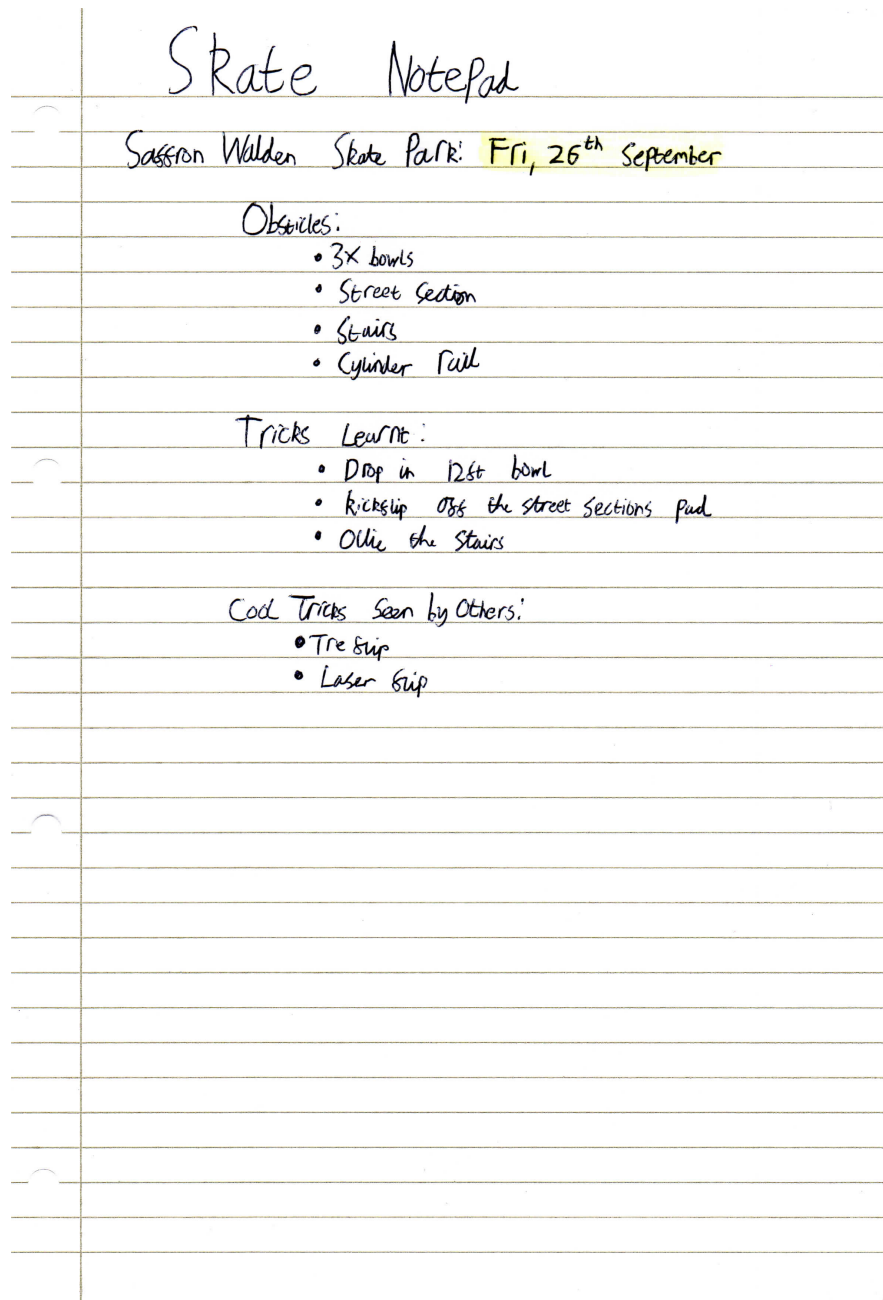 Skate Notepad
Saffron Walden Skate Park: Fri, 26th September
Obsticles:
• 3x bowls
• Street Section
• Stairs
• Cylinder rail
Tricks Learnt:
• Drop in 12ft bowl
• kickflip off the street sections pad
• Ollie the stairs
Cool Tricks Seen by Others:
• Tre flip
• Laser flip